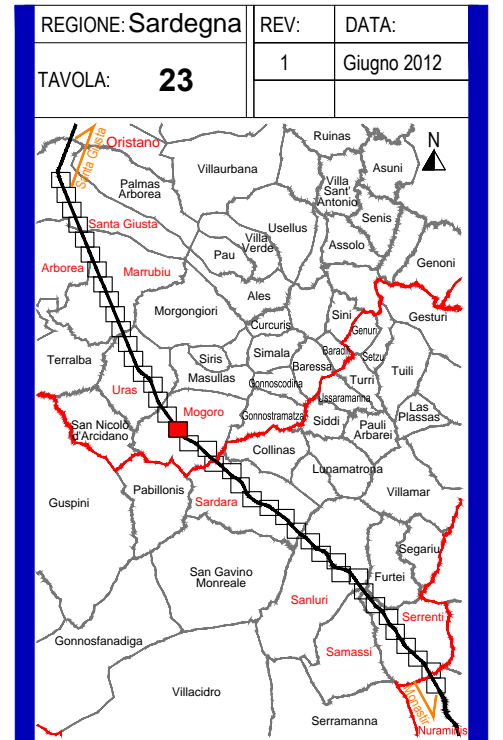 REGIONE: Sardegna
REV:
DATA:
TAVOLA: 23
1
Giugno 2012
N
Oristano
Santa Giusta
Ruinas
Villaurbana
Asuni
Palmas
Arborea
Villa
Sant'
Antonio
Senis
Santa Giusta
Usellus
Villa
Verde
Assolo
Pau
Genoni
Arborea
Marrubiu
Ales
Morgongiori
Sini
Gesturi
Curcuris
Genuri
Terralba
Siris
Simala
Baradili
Setzu
Masullas
Baressa
Tuili
Uras
Gonnoscodina
Turri
Ussaramanna
Mogoro
Gonnostramatza
Las
Plassas
San Nicolò
d'Arcidano
Siddi
Pauli
Arbarei
Collinas
Lunamatrona
Pabillonis
Villamar
Guspini
Sardara
Segariu
San Gavino
Monreale
Furtei
Sanluri
Serrenti
Gonnosfanadiga
Samassi
Villacidro
Monastir
Serramanna
Nuraminis